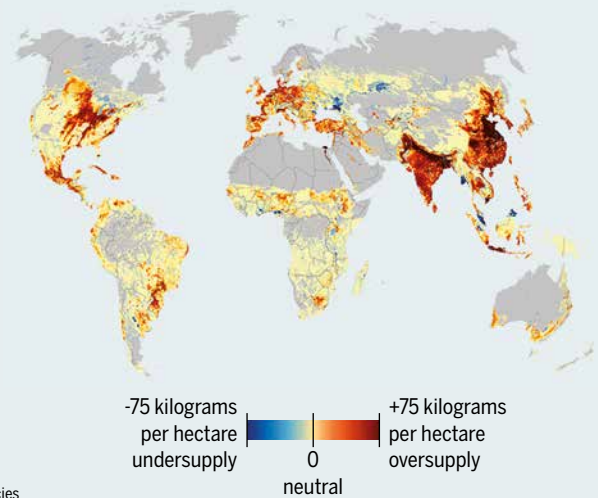 -75 kilograms
per hectare
undersupply
0
neutral
+75 kilograms
per hectare
oversupply